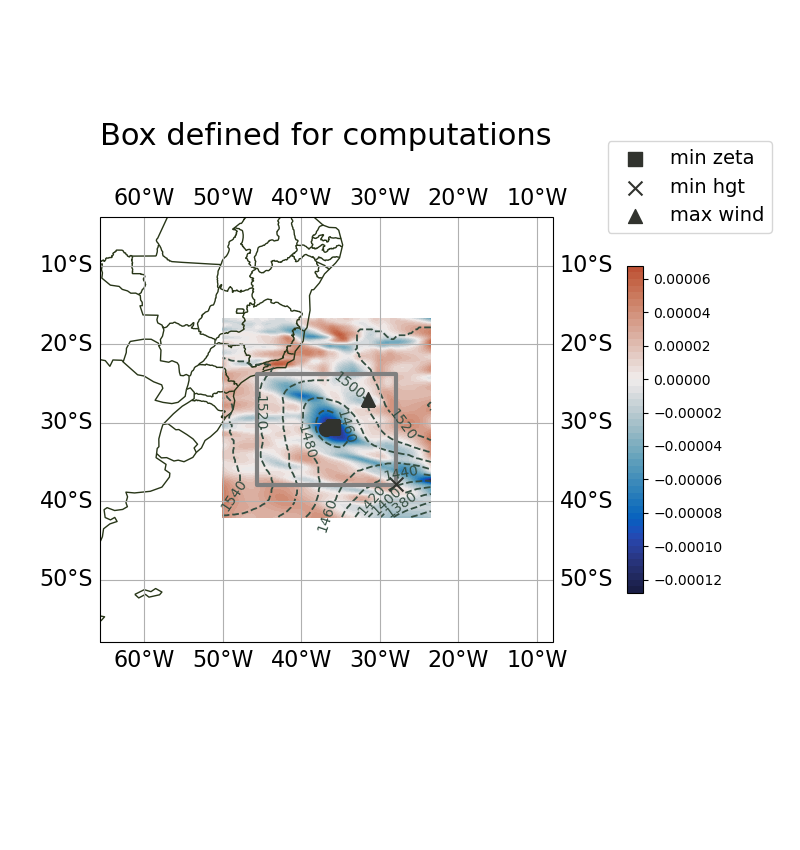 Box defined for computations
min zeta
min hgt
max wind
60°W 50°W 40°W 30°W 20°W 10°W
10°S 10°S
20°S 20°S
30°S 30°S
40°S 40°S
50°S 50°S
60°W 50°W 40°W 30°W 20°W 10°W
1500
1520
1520
1460
1480
1440
1540
1420
1400
1380
1460
0.00006
0.00004
0.00002
0.00000
−0.00002
−0.00004
−0.00006
−0.00008
−0.00010
−0.00012